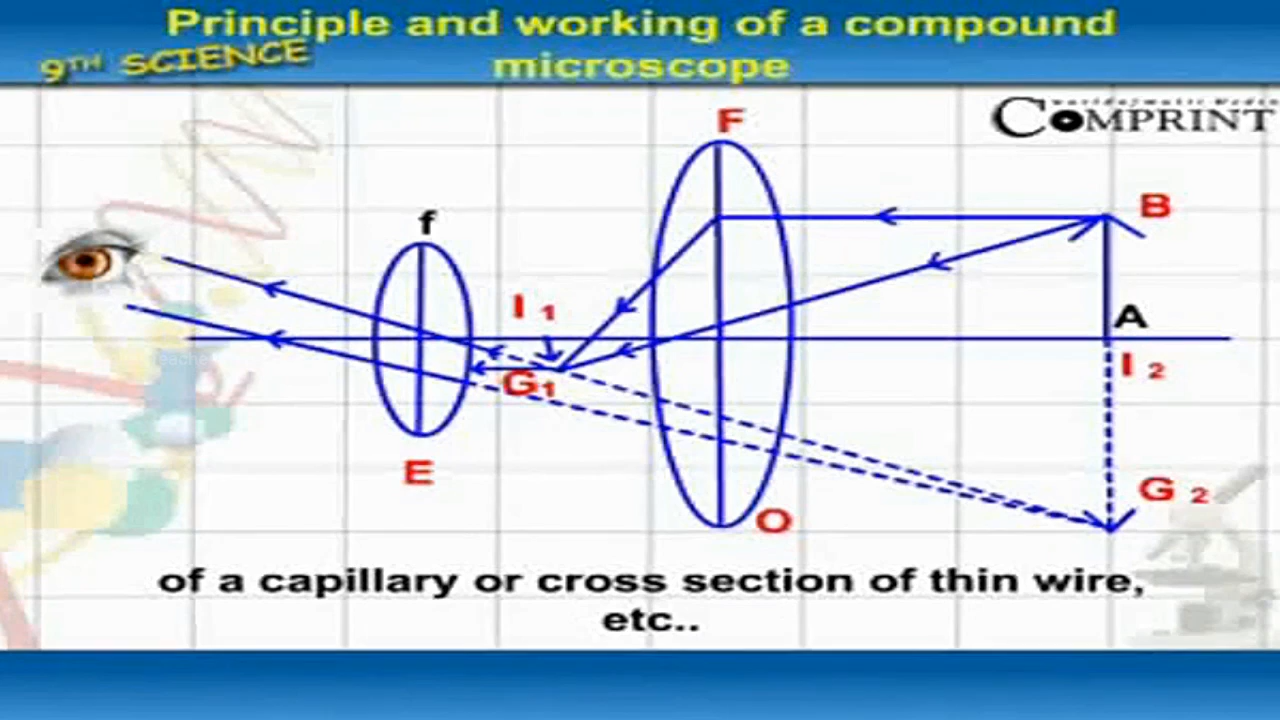 Principle and working of a compound
microscope
9TH SCIENCE
COMPRINT
F
f
B
I 1
A
I 2
G1
E
G 2
O
of a capillary or cross section of thin wire,
etc..